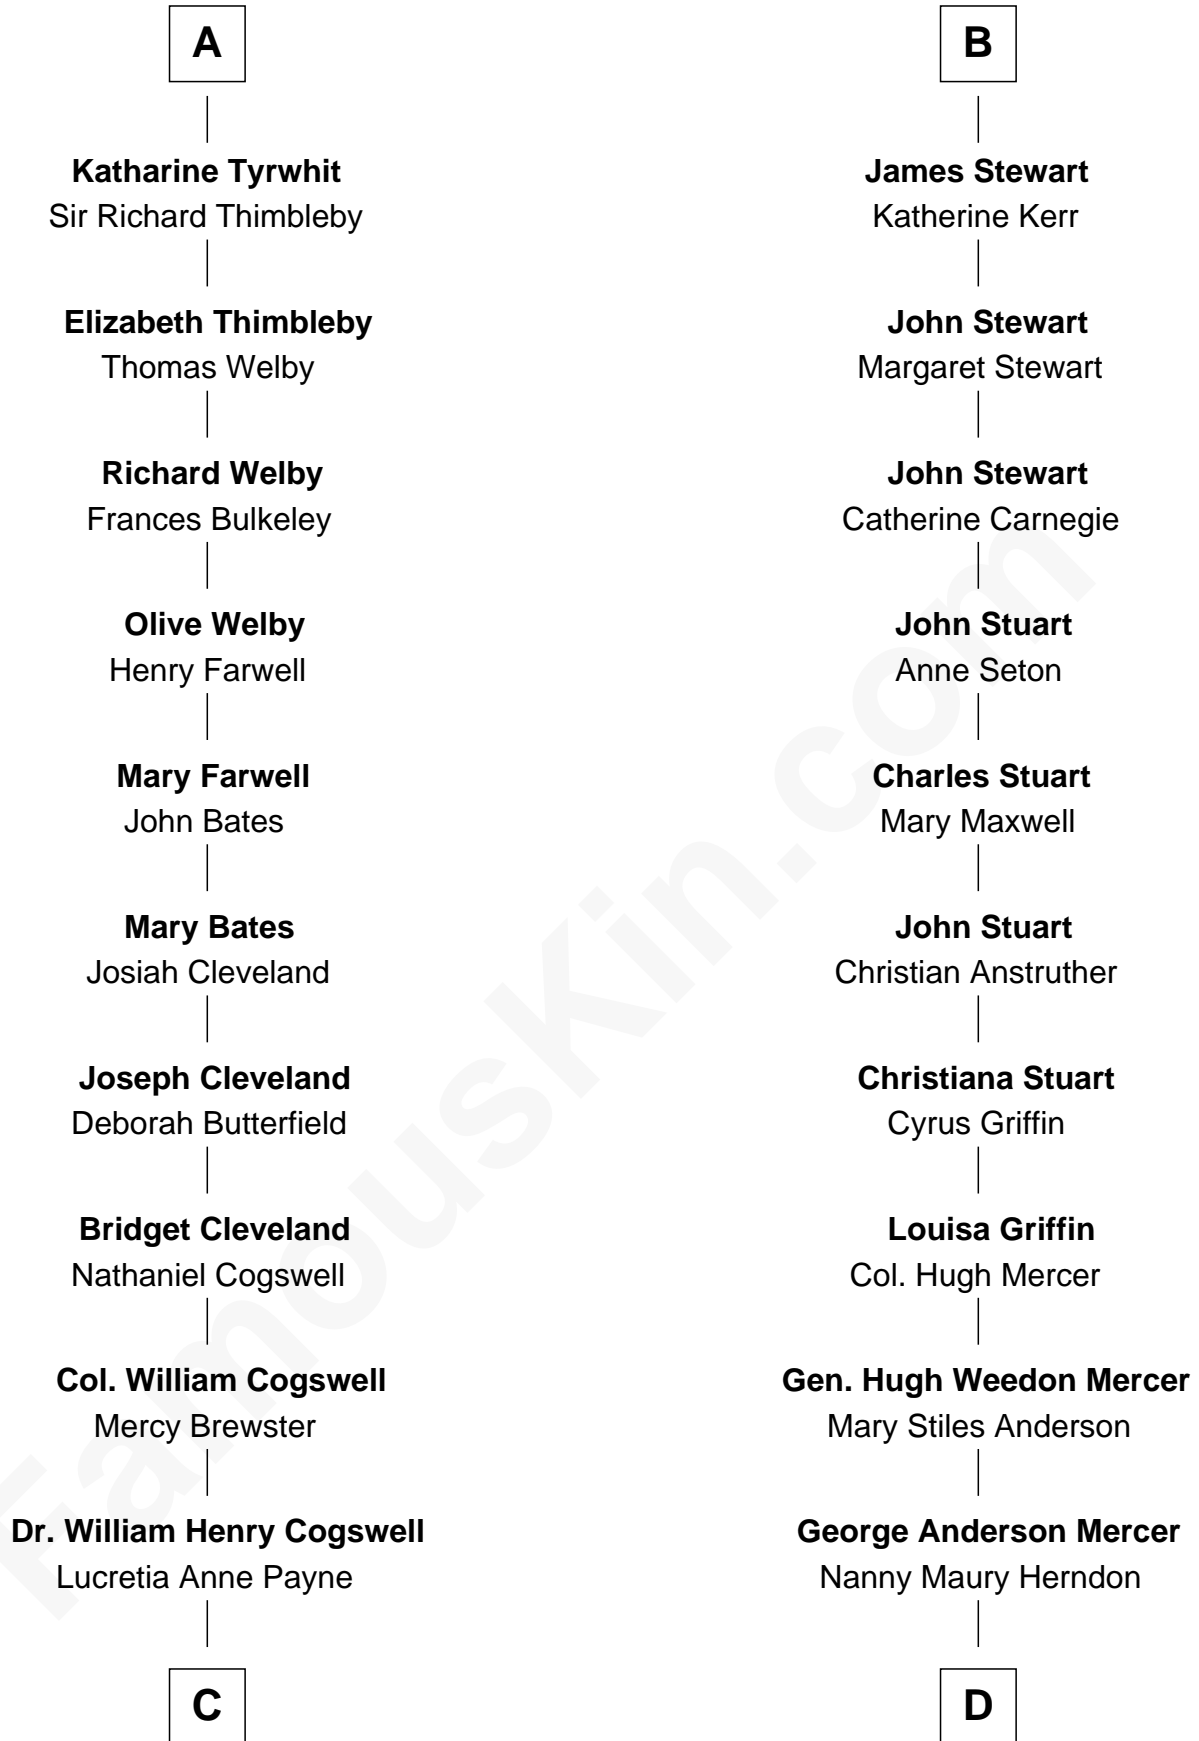 A
Katharine Tyrwhit
Sir Richard Thimbleby
Elizabeth Thimbleby
Thomas Welby
Richard Welby
Frances Bulkeley
Olive Welby
Henry Farwell
Mary Farwell
John Bates
Mary Bates
Josiah Cleveland
Joseph Cleveland
Deborah Butterfield
Bridget Cleveland
Nathaniel Cogswell
Col. William Cogswell
Mercy Brewster
Dr. William Henry Cogswell
Lucretia Anne Payne
C
B
James Stewart
Katherine Kerr
John Stewart
Margaret Stewart
John Stewart
Catherine Carnegie
John Stuart
Anne Seton
Charles Stuart
Mary Maxwell
John Stuart
Christian Anstruther
Christiana Stuart
Cyrus Griffin
Louisa Griffin
Col. Hugh Mercer
Gen. Hugh Weedon Mercer
Mary Stiles Anderson
George Anderson Mercer
Nanny Maury Herndon
D
FamousKin.com